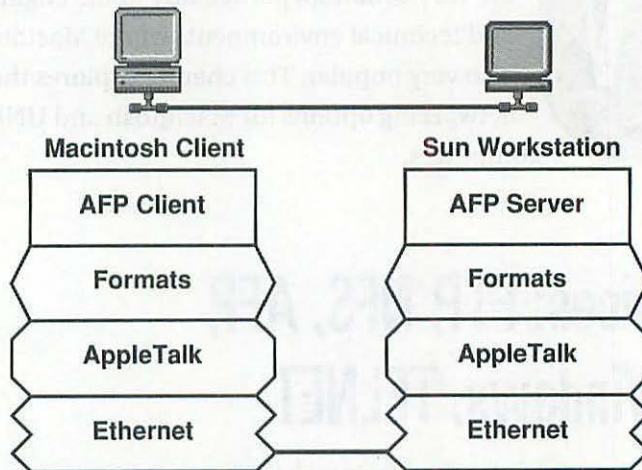 Macintosh Client
Sun Workstation
AFP Client
AFP Server
Formats
Formats
AppleTalk
AppleTalk
Ethernet
Ethernet